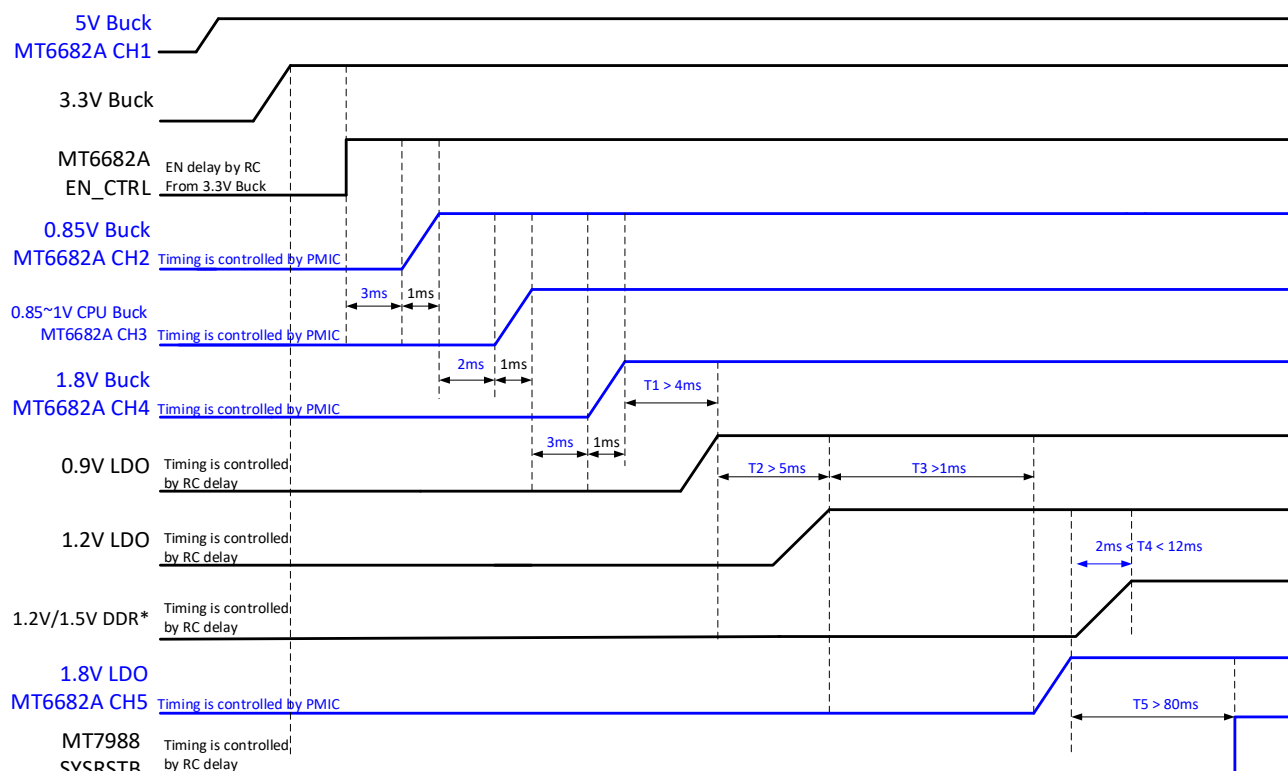 5V Buck
MT6682A CH1
3.3V Buck
MT6682A
EN_CTRL
EN delay by RC
From 3.3V Buck
0.85V Buck
MT6682A CH2
Timing is controlled by PMIC
3ms
1ms
0.85~1V CPU Buck
MT6682A CH3
Timing is controlled by PMIC
2ms
1ms
1.8V Buck
MT6682A CH4
Timing is controlled by PMIC
T1 > 4ms
3ms
1ms
0.9V LDO
Timing is controlled
by RC delay
T2 > 5ms
T3 >1ms
1.2V LDO
Timing is controlled
by RC delay
2ms < T4 < 12ms
1.2V/1.5V DDR*
Timing is controlled
by RC delay
1.8V LDO
MT6682A CH5
Timing is controlled by PMIC
T5 > 80ms
MT7988
SYSRSTB
Timing is controlled
by RC delay